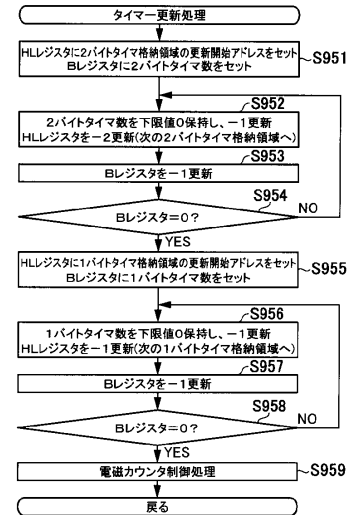 タイマー更新処理
HLレジスタに2バイトタイマ格納領域の更新開始アドレスをセット
Bレジスタに2バイトタイマ数をセット
S951
S952
2バイトタイマ数を下限値0保持し、−1更新
HLレジスタを−2更新(次の2バイトタイマ格納領域へ)
S953
Bレジスタを−1更新
S954
Bレジスタ=0?
NO
YES
HLレジスタに1バイトタイマ格納領域の更新開始アドレスをセット
Bレジスタに1バイトタイマ数をセット
S955
S956
1バイトタイマ数を下限値0保持し、−1更新
HLレジスタを−1更新(次の1バイトタイマ格納領域へ)
S957
Bレジスタを−1更新
S958
Bレジスタ=0?
NO
YES
電磁カウンタ制御処理
S959
戻る